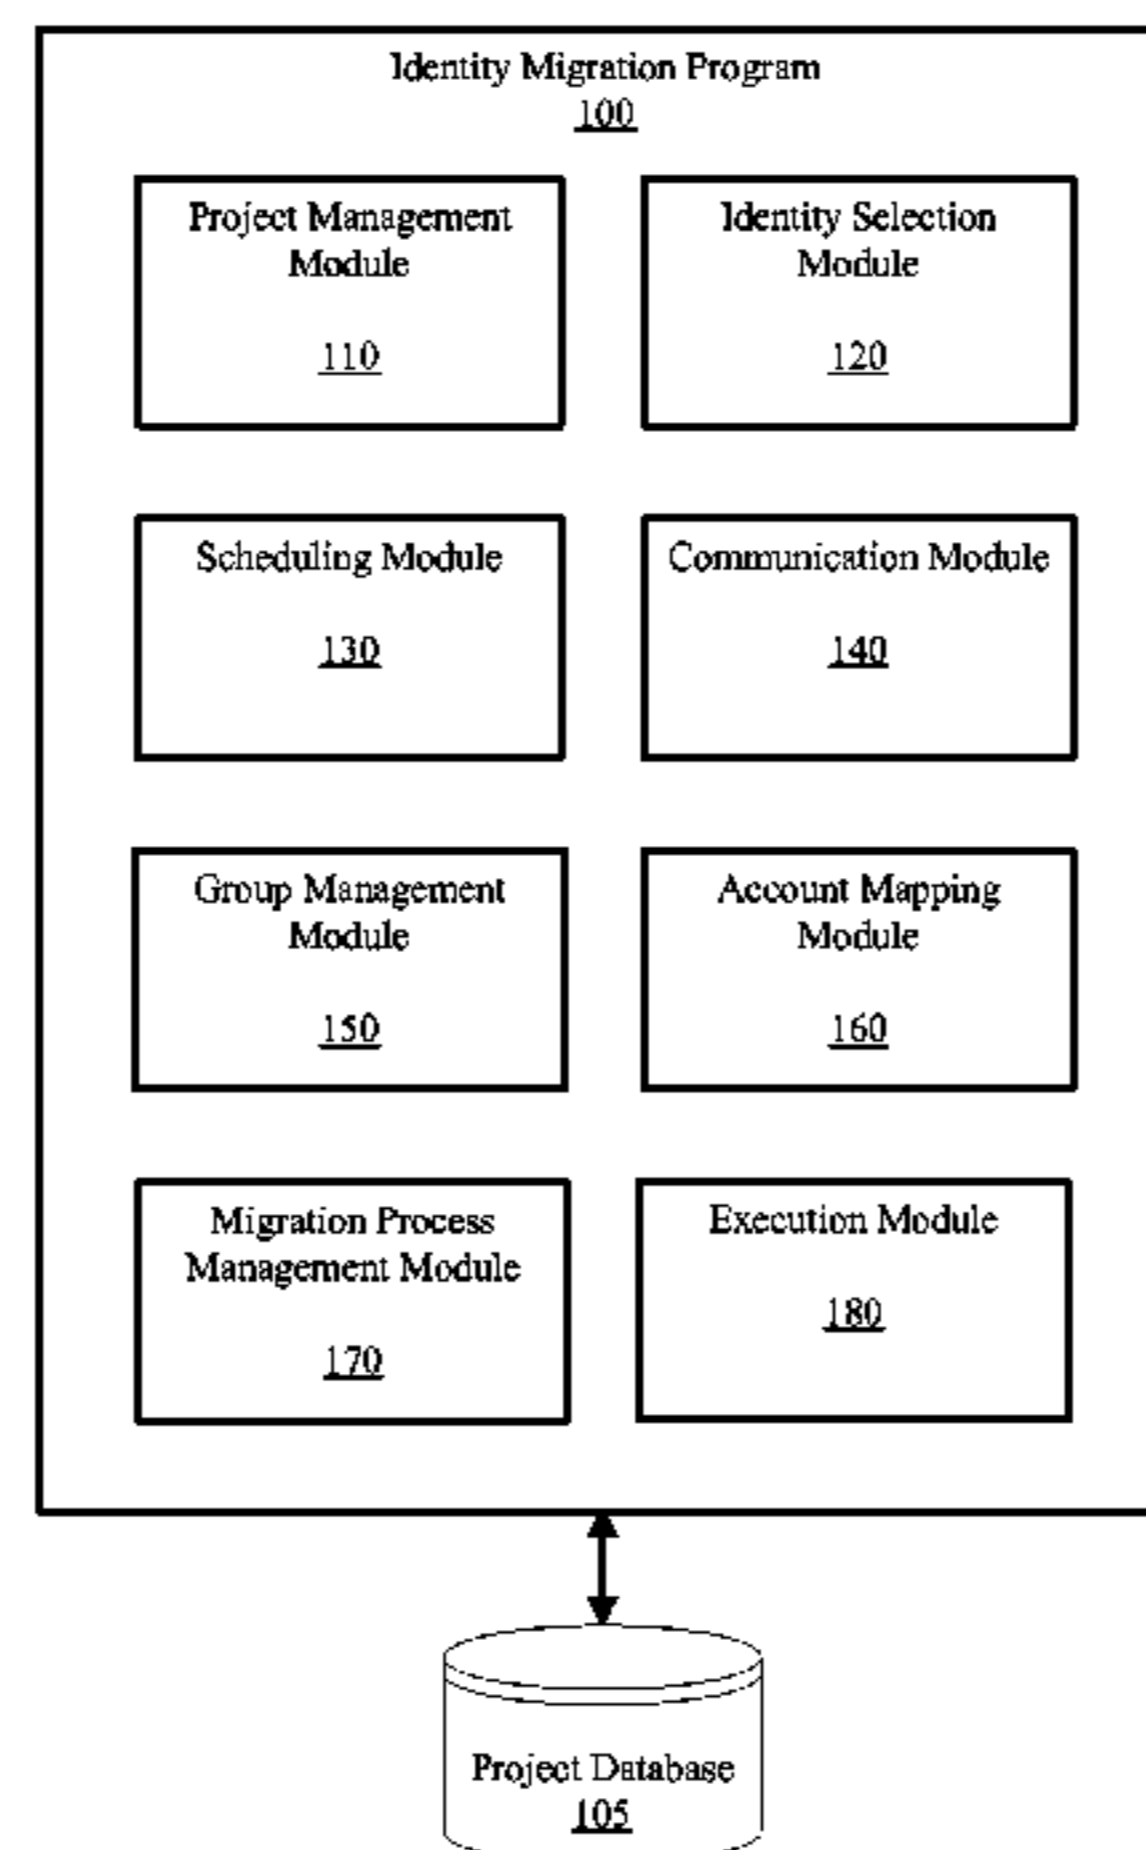 Identity Migration Program
100
Project Management
Module
110
Identity Selection
Module
120
Scheduling Module
130
Communication Module
140
Group Management
Module
150
Account Mapping
Module
160
Migration Process
Management Module
170
Execution Module
180
Project Database
105